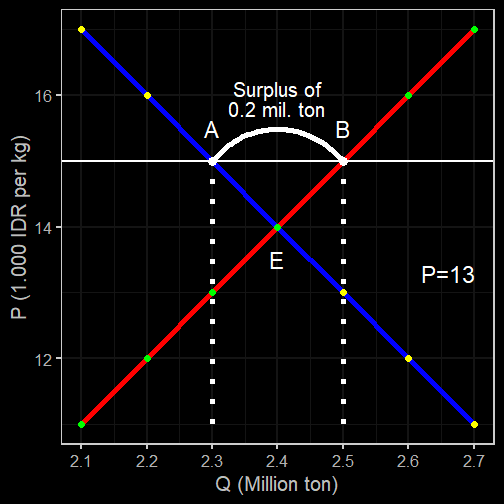 Surplus of
0.2 mil. ton
A
B
E
P=13
16
14
12
P (1.000 IDR per kg)
2.1
2.2
2.3
2.4
2.5
2.6
2.7
Q (Million ton)